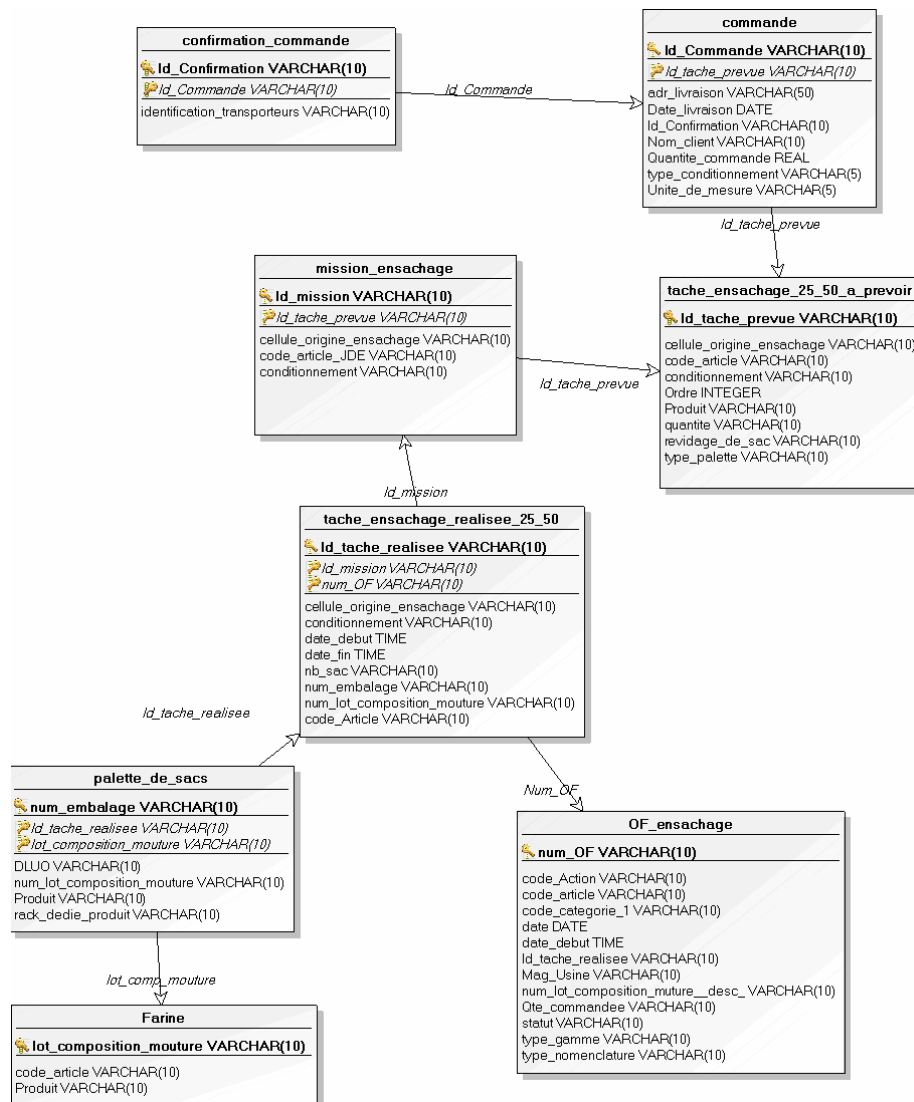 confirmation_commande
Id_Confirmation VARCHAR(10)
Id_Commande VARCHAR(10)
identification_transporteurs VARCHAR(10)
Id_Commande
commande
Id_Commande VARCHAR(10)
Id_tache_prevue VARCHAR(10)
adr_livraison VARCHAR(50)
Date_livraison DATE
Id_Confirmation VARCHAR(10)
Nom_client VARCHAR(10)
Quantite_commande REAL
type_conditionnement VARCHAR(5)
Unite_de_mesure VARCHAR(5)
Id_tache_prevue
mission_ensachage
Id_mission VARCHAR(10)
Id_tache_prevue VARCHAR(10)
cellule_origine_ensachage VARCHAR(10)
code_article_JDE VARCHAR(10)
conditionnement VARCHAR(10)
Id_tache_prevue
tache_ensachage_25_50_a_prevoir
Id_tache_prevue VARCHAR(10)
cellule_origine_ensachage VARCHAR(10)
code_article VARCHAR(10)
conditionnement VARCHAR(10)
Ordre INTEGER
Produit VARCHAR(10)
quantite VARCHAR(10)
revidage_de_sac VARCHAR(10)
type_palette VARCHAR(10)
Id_mission
tache_ensachage_realisee_25_50
Id_tache_realisee VARCHAR(10)
Id_mission VARCHAR(10)
num_OF VARCHAR(10)
cellule_origine_ensachage VARCHAR(10)
conditionnement VARCHAR(10)
date_debut TIME
date_fin TIME
nb_sac VARCHAR(10)
num_embalage VARCHAR(10)
num_lot_composition_mouture VARCHAR(10)
code_Article VARCHAR(10)
Id_tache_realisee
Num_OF
palette_de_sacs
num_embalage VARCHAR(10)
Id_tache_realisee VARCHAR(10)
lot_composition_mouture VARCHAR(10)
DLUO VARCHAR(10)
num_lot_composition_mouture VARCHAR(10)
Produit VARCHAR(10)
rack_dedie_produit VARCHAR(10)
lot_comp_mouture
OF_ensachage
num_OF VARCHAR(10)
code_Action VARCHAR(10)
code_article VARCHAR(10)
code_categorie_1 VARCHAR(10)
date DATE
date_debut TIME
Id_tache_realisee VARCHAR(10)
Mag_Usine VARCHAR(10)
num_lot_composition_muture__desc_ VARCHAR(10)
Qte_commandee VARCHAR(10)
statut VARCHAR(10)
type_gamme VARCHAR(10)
type_nomenclature VARCHAR(10)
Farine
lot_composition_mouture VARCHAR(10)
code_article VARCHAR(10)
Produit VARCHAR(10)